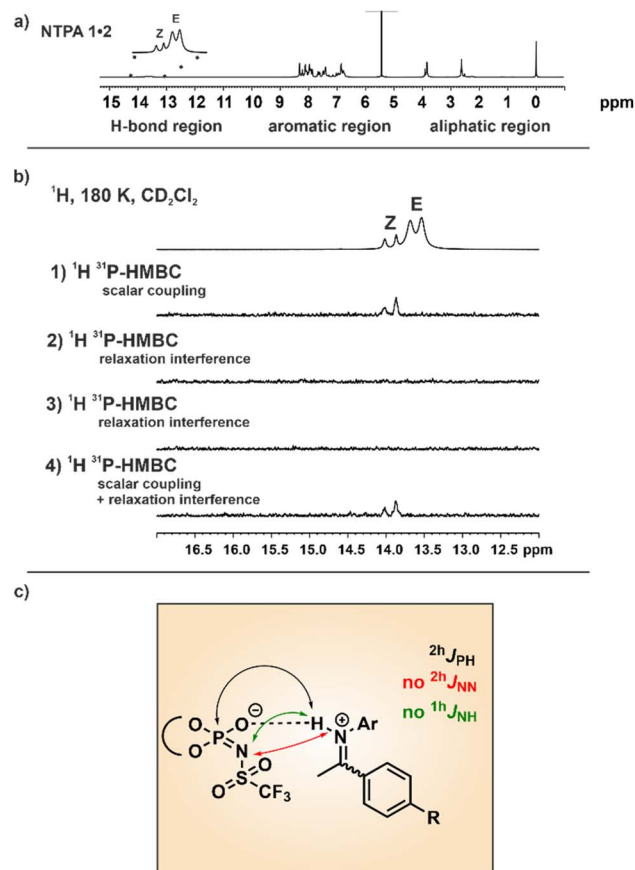 a)
NTPA 1•2
Z E
15 14 13 12 11 10 9 8 7 6 5 4 3 2 1 0 ppm
H-bond region aromatic region aliphatic region
b)
¹H, 180 K, CD₂Cl₂
Z E
1) ¹H ³¹P-HMBC
scalar coupling
2) ¹H ³¹P-HMBC
relaxation interference
3) ¹H ³¹P-HMBC
relaxation interference
4) ¹H ³¹P-HMBC
scalar coupling
+ relaxation interference
16.5 16.0 15.5 15.0 14.5 14.0 13.5 13.0 12.5 ppm
c)
²ʰJPH
no ²ʰJNN
no ¹ʰJNH
O O ⊖ H ⊕ Ar
P N
O N
O S O
CF₃
R